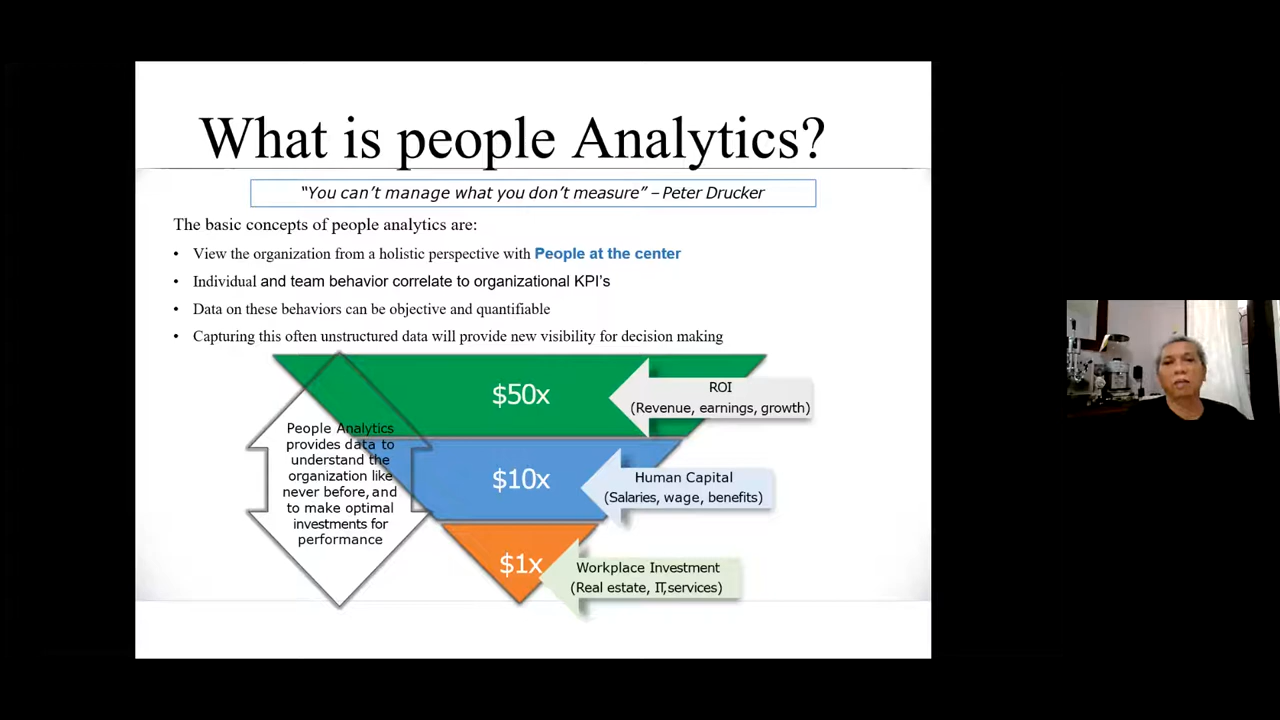 What is people Analytics?
“You can’t manage what you don’t measure” – Peter Drucker
The basic concepts of people analytics are:
• View the organization from a holistic perspective with People at the center
• Individual and team behavior correlate to organizational KPI’s
• Data on these behaviors can be objective and quantifiable
• Capturing this often unstructured data will provide new visibility for decision making
People Analytics
provides data to
understand the
organization like
never before, and
to make optimal
investments for
performance
$50x
ROI
(Revenue, earnings, growth)
$10x
Human Capital
(Salaries, wage, benefits)
$1x
Workplace Investment
(Real estate, IT,services)